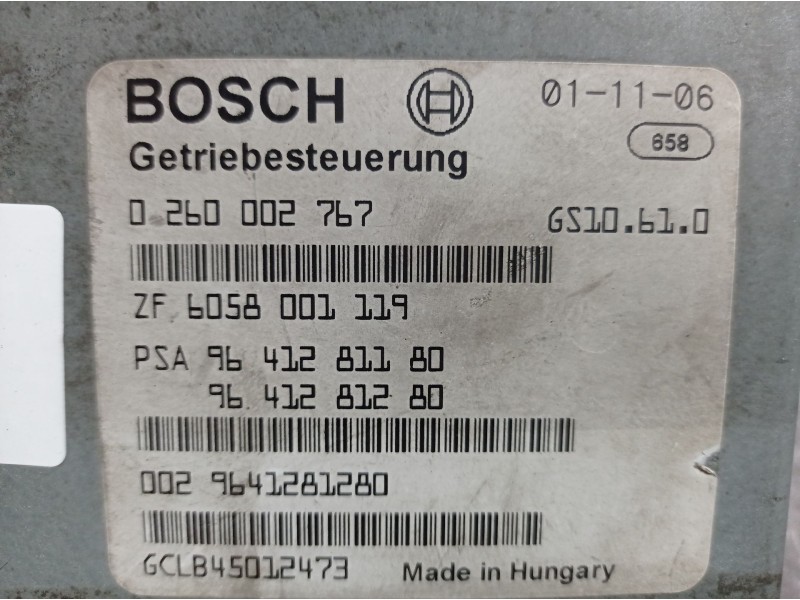 BOSCH
01-11-06
658
Getriebesteuerung
0 260 002 767
GS10.61.0
ZF 6058 001 119
PSA 96 412 811 80
96 412 812 80
002 9641281280
GCLB45012473
Made in Hungary